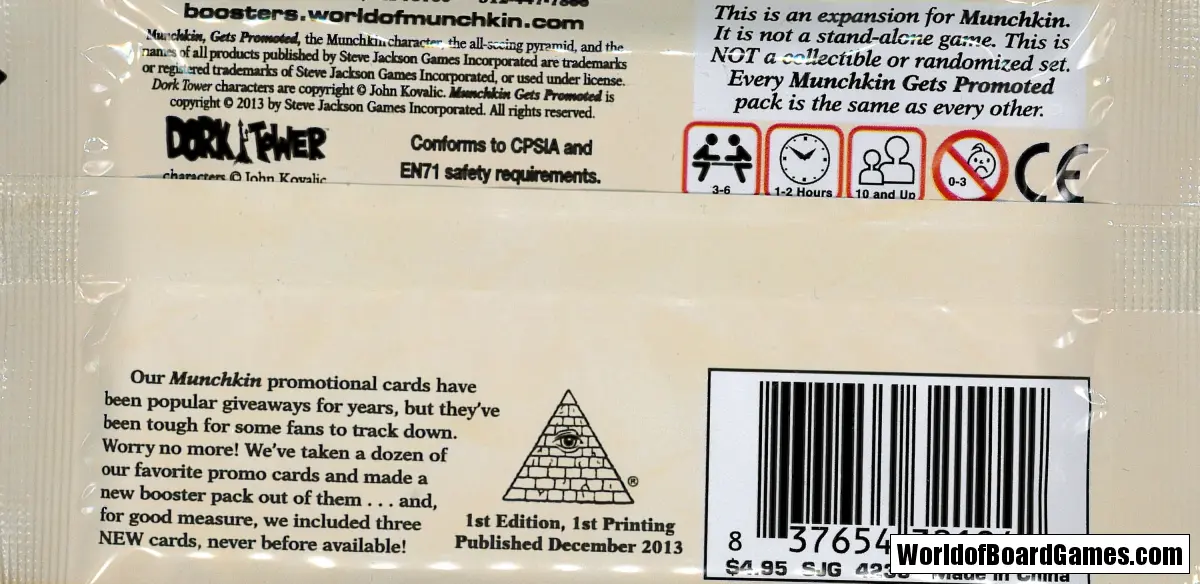 boosters.worldofmunchkin.com
Munchkin, Gets Promoted, the Munchkin character, the all-seeing pyramid, and the
names of all products published by Steve Jackson Games Incorporated are trademarks
or registered trademarks of Steve Jackson Games Incorporated, or used under license.
Dork Tower characters are copyright © John Kovalic. Munchkin Gets Promoted is
copyright © 2013 by Steve Jackson Games Incorporated. All rights reserved.
DORK TOWER
characters © John Kovalic
Conforms to CPSIA and
EN71 safety requirements.
This is an expansion for Munchkin.
It is not a stand-alone game. This is
NOT a collectible or randomized set.
Every Munchkin Gets Promoted
pack is the same as every other.
3-6
1-2 Hours
10 and Up
0-3
CE
Our Munchkin promotional cards have
been popular giveaways for years, but they've
been tough for some fans to track down.
Worry no more! We've taken a dozen of
our favorite promo cards and made a
new booster pack out of them . . . and,
for good measure, we included three
NEW cards, never before available!
®
1st Edition, 1st Printing
Published December 2013
8 37654
$4.95 SJG Made in China
WorldofBoardGames.com